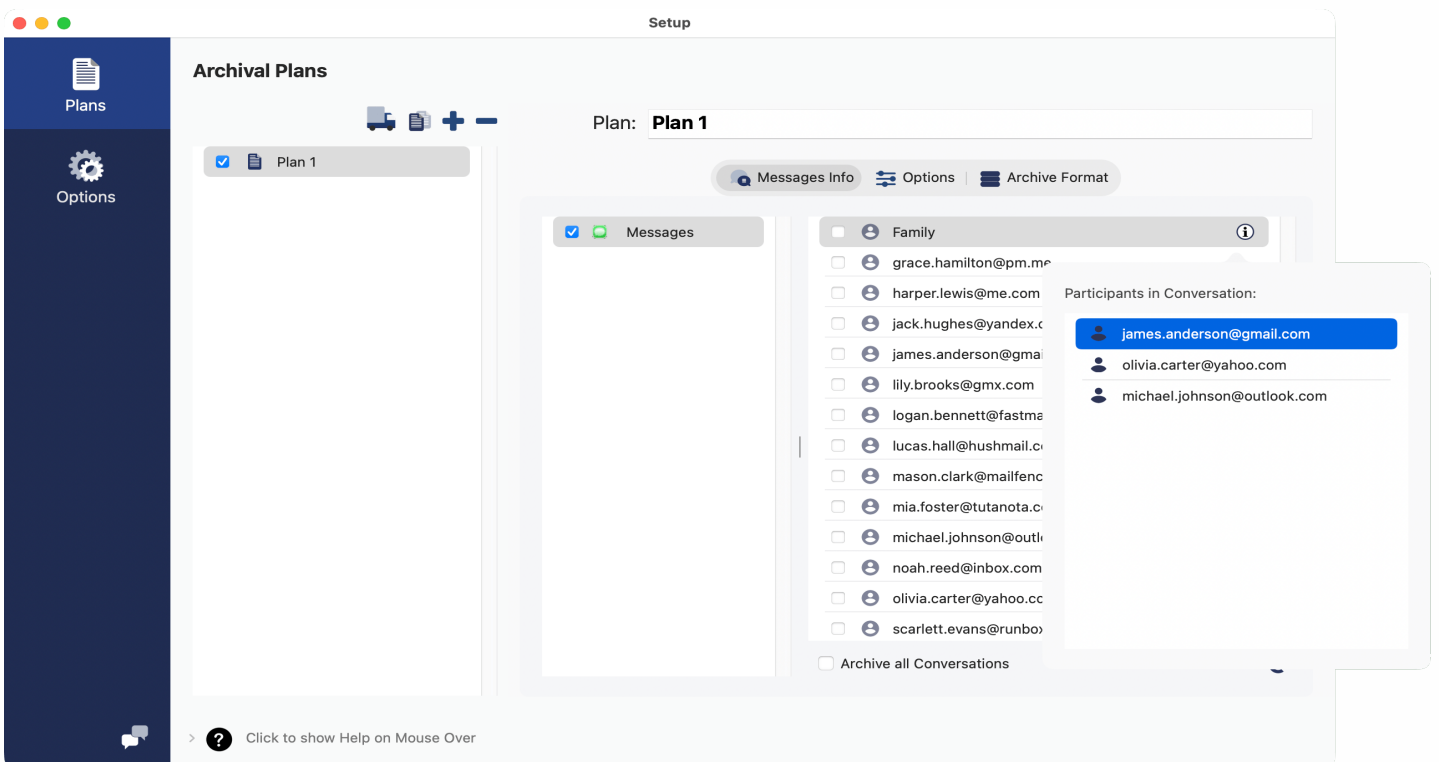 Setup
Plans
Options
Archival Plans
Plan 1
Plan: Plan 1
Messages Info
Options
Archive Format
Messages
Family
grace.hamilton@pm.me
harper.lewis@me.com
jack.hughes@yandex.c
james.anderson@gmai
lily.brooks@gmx.com
logan.bennett@fastma
lucas.hall@hushmail.c
mason.clark@mailfenc
mia.foster@tutanota.c
michael.johnson@outl
noah.reed@inbox.com
olivia.carter@yahoo.co
scarlett.evans@runbox
Archive all Conversations
Participants in Conversation:
james.anderson@gmail.com
olivia.carter@yahoo.com
michael.johnson@outlook.com
Click to show Help on Mouse Over